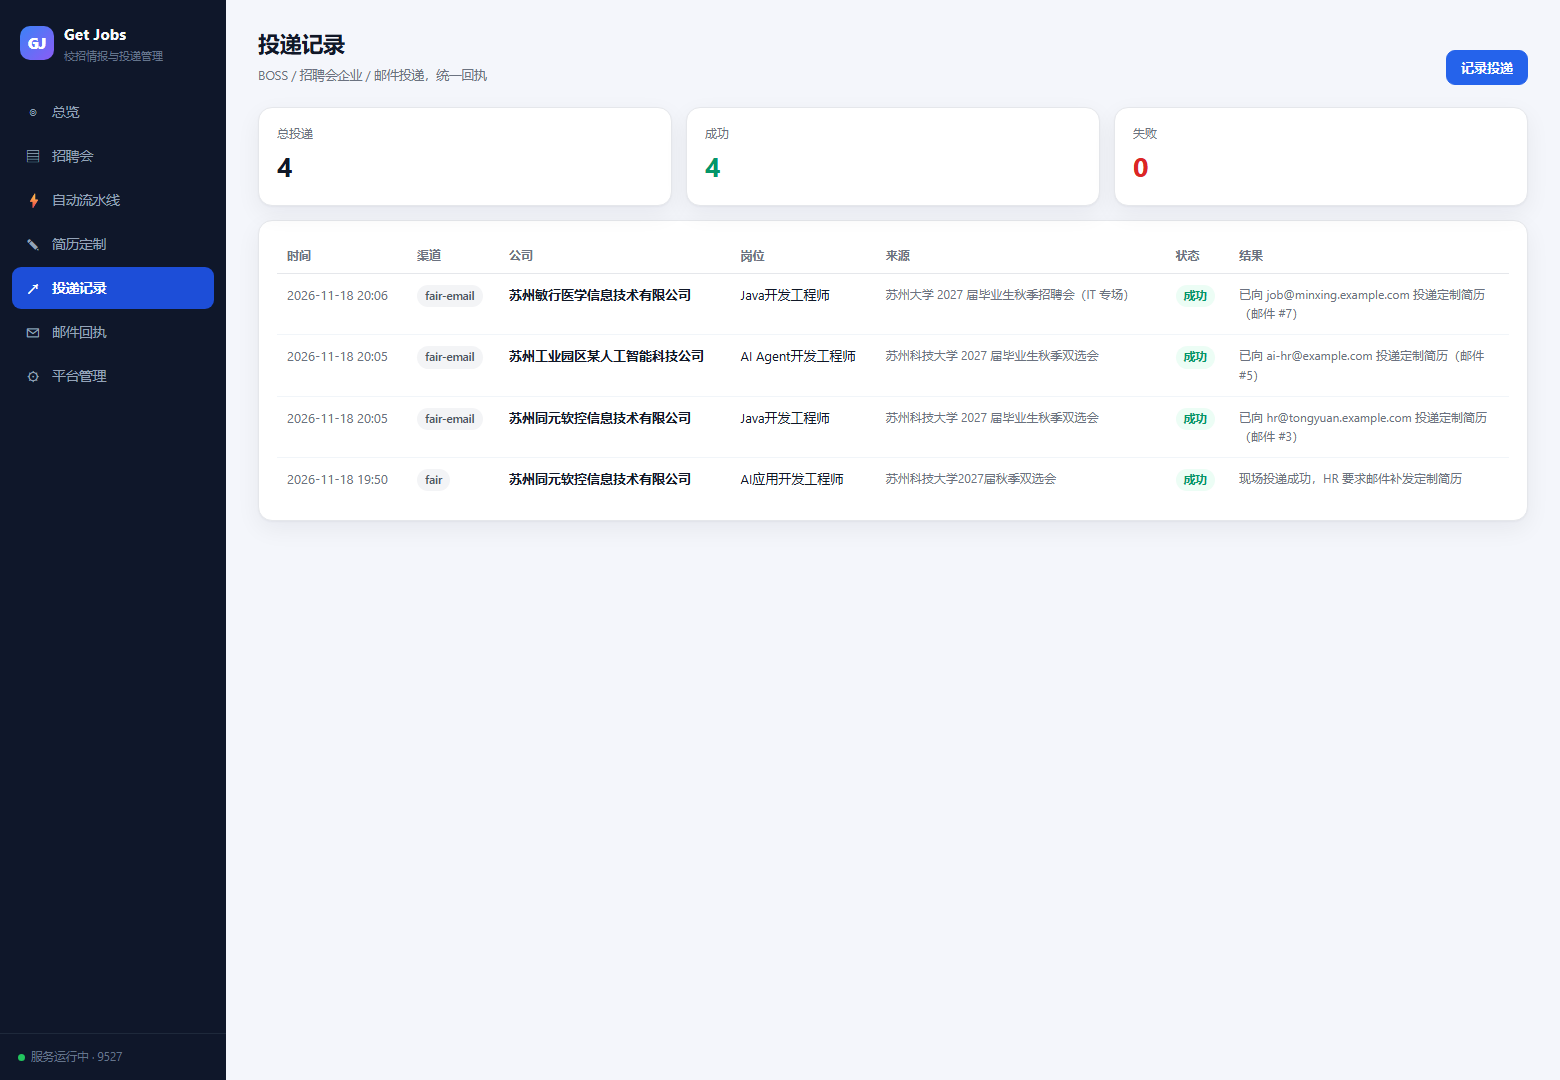 GJ
Get Jobs
校招情报与投递管理
总览
招聘会
自动流水线
简历定制
投递记录
邮件回执
平台管理
服务运行中 · 9527
投递记录
BOSS / 招聘会企业 / 邮件投递，统一回执
记录投递
总投递
4
成功
4
失败
0
时间 渠道 公司 岗位 来源 状态 结果
2026-11-18 20:06 fair-email 苏州敏行医学信息技术有限公司 Java开发工程师 苏州大学 2027 届毕业生秋季招聘会（IT 专场） 成功 已向 job@minxing.example.com 投递定制简历
（邮件 #7）
2026-11-18 20:05 fair-email 苏州工业园区某人工智能科技公司 AI Agent开发工程师 苏州科技大学 2027 届毕业生秋季双选会 成功 已向 ai-hr@example.com 投递定制简历（邮件
#5）
2026-11-18 20:05 fair-email 苏州同元软控信息技术有限公司 Java开发工程师 苏州科技大学 2027 届毕业生秋季双选会 成功 已向 hr@tongyuan.example.com 投递定制简历
（邮件 #3）
2026-11-18 19:50 fair 苏州同元软控信息技术有限公司 AI应用开发工程师 苏州科技大学2027届秋季双选会 成功 现场投递成功，HR 要求邮件补发定制简历